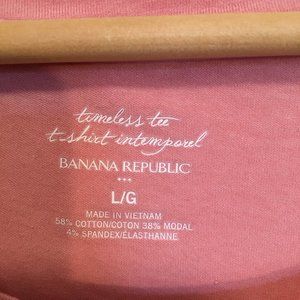 timeless tee
t-shirt intemporel
BANANA REPUBLIC
L/G
MADE IN VIETNAM
58% COTTON/COTON 38% MODAL
4% SPANDEX/ÉLASTHANNE